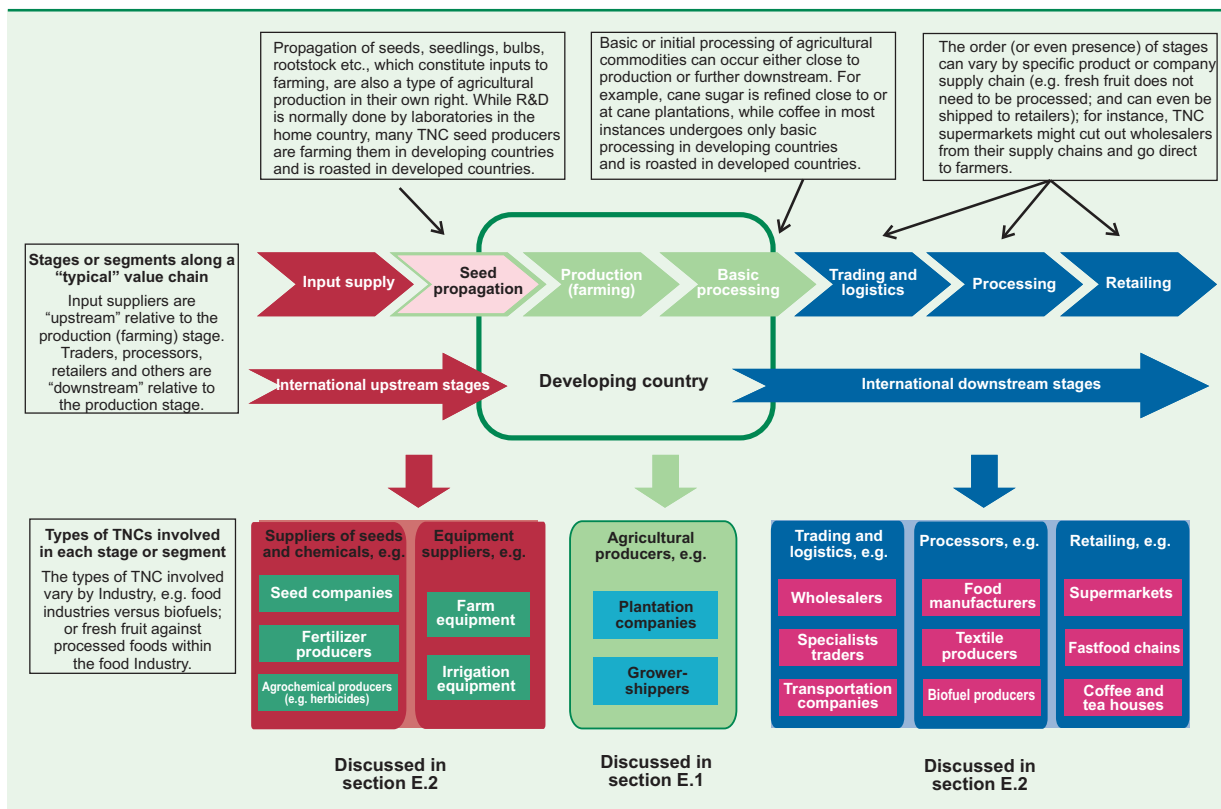 Propagation of seeds, seedlings, bulbs,
rootstock etc., which constitute inputs to
farming, are also a type of agricultural
production in their own right. While R&D
is normally done by laboratories in the
home country, many TNC seed producers
are farming them in developing countries
and is roasted in developed countries.
Basic or initial processing of agricultural
commodities can occur either close to
production or further downstream. For
example, cane sugar is refined close to or
at cane plantations, while coffee in most
instances undergoes only basic
processing in developing countries
and is roasted in developed countries.
The order (or even presence) of stages
can vary by specific product or company
supply chain (e.g. fresh fruit does not
need to be processed; and can even be
shipped to retailers); for instance, TNC
supermarkets might cut out wholesalers
from their supply chains and go direct
to farmers.
Stages or segments along a
“typical” value chain
Input suppliers are
“upstream” relative to the
production (farming) stage.
Traders, processors,
retailers and others are
“downstream” relative to
the production stage.
Input supply
Seed
propagation
Production
(farming)
Basic
processing
Trading and
logistics
Processing
Retailing
International upstream stages
Developing country
International downstream stages
Types of TNCs involved
in each stage or segment
The types of TNC involved
vary by Industry, e.g. food
industries versus biofuels;
or fresh fruit against
processed foods within
the food Industry.
Suppliers of seeds
and chemicals, e.g.
Seed companies
Fertilizer
producers
Agrochemical producers
(e.g. herbicides)
Equipment
suppliers, e.g.
Farm
equipment
Irrigation
equipment
Agricultural
producers, e.g.
Plantation
companies
Grower-
shippers
Trading and
logistics, e.g.
Wholesalers
Specialists
traders
Transportation
companies
Processors, e.g.
Food
manufacturers
Textile
producers
Biofuel producers
Retailing, e.g.
Supermarkets
Fastfood chains
Coffee and
tea houses
Discussed in
section E.2
Discussed in
section E.1
Discussed in
section E.2